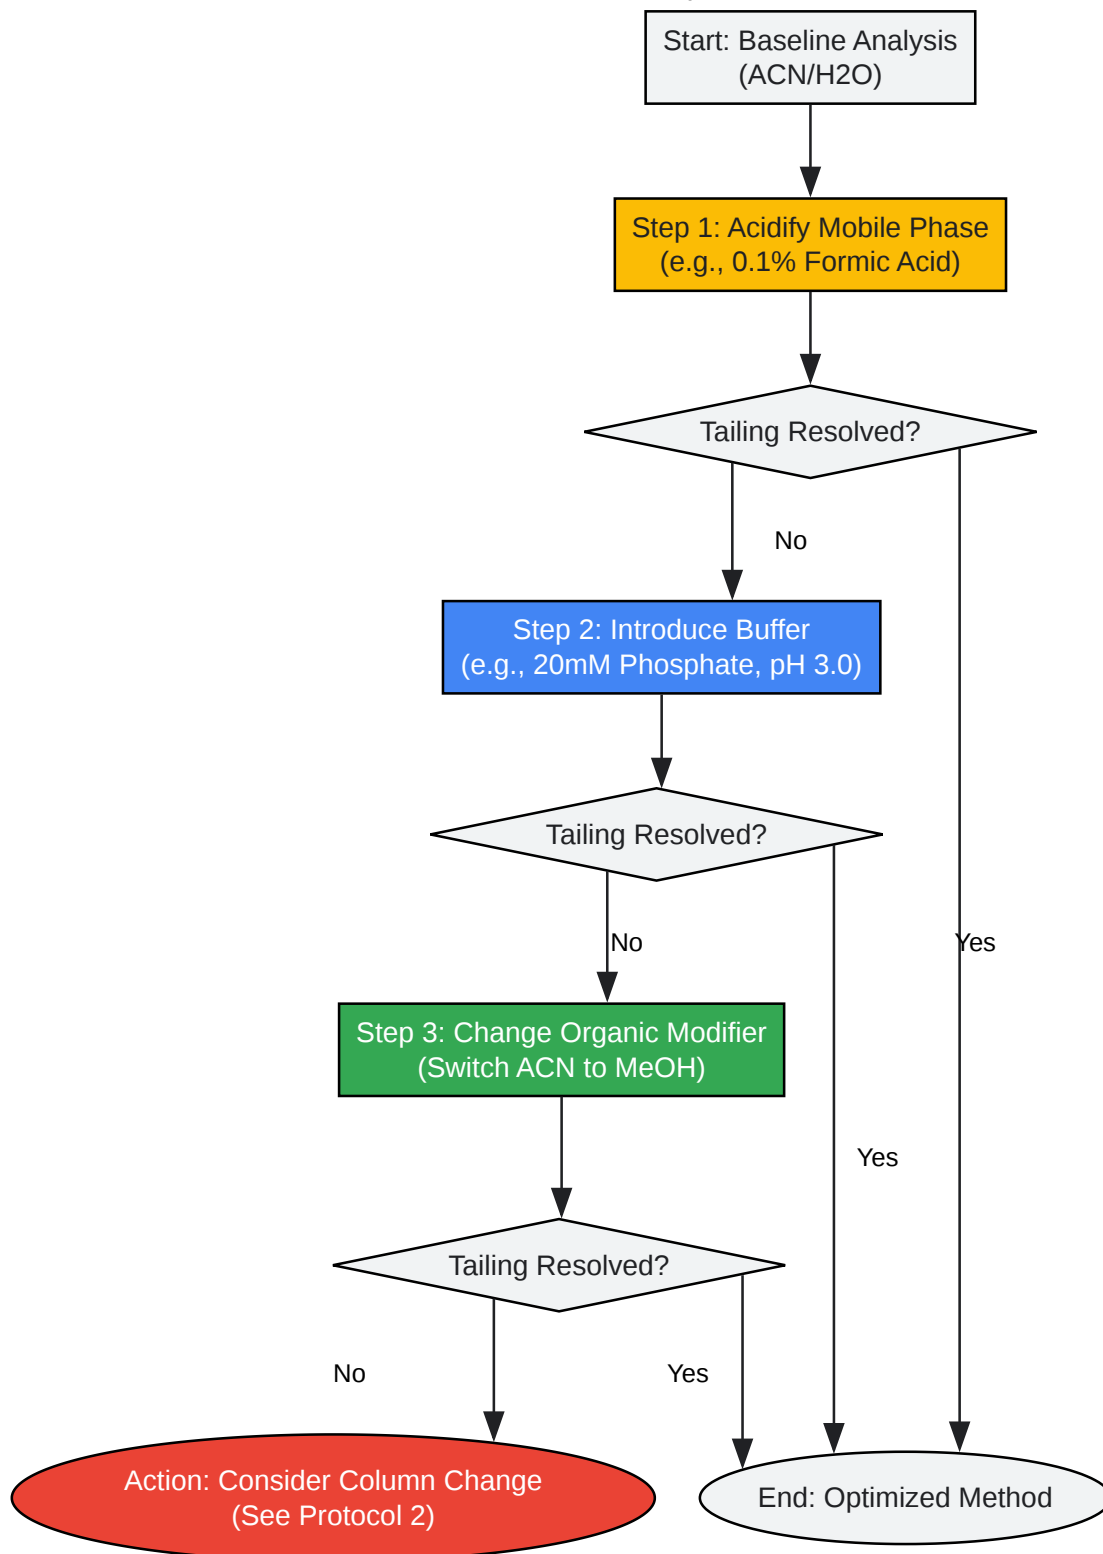 Start: Baseline Analysis
(ACN/H2O)
Step 1: Acidify Mobile Phase
(e.g., 0.1% Formic Acid)
Tailing Resolved?
No
Step 2: Introduce Buffer
(e.g., 20mM Phosphate, pH 3.0)
Tailing Resolved?
No
Yes
Step 3: Change Organic Modifier
(Switch ACN to MeOH)
Yes
Tailing Resolved?
No
Yes
Action: Consider Column Change
(See Protocol 2)
End: Optimized Method